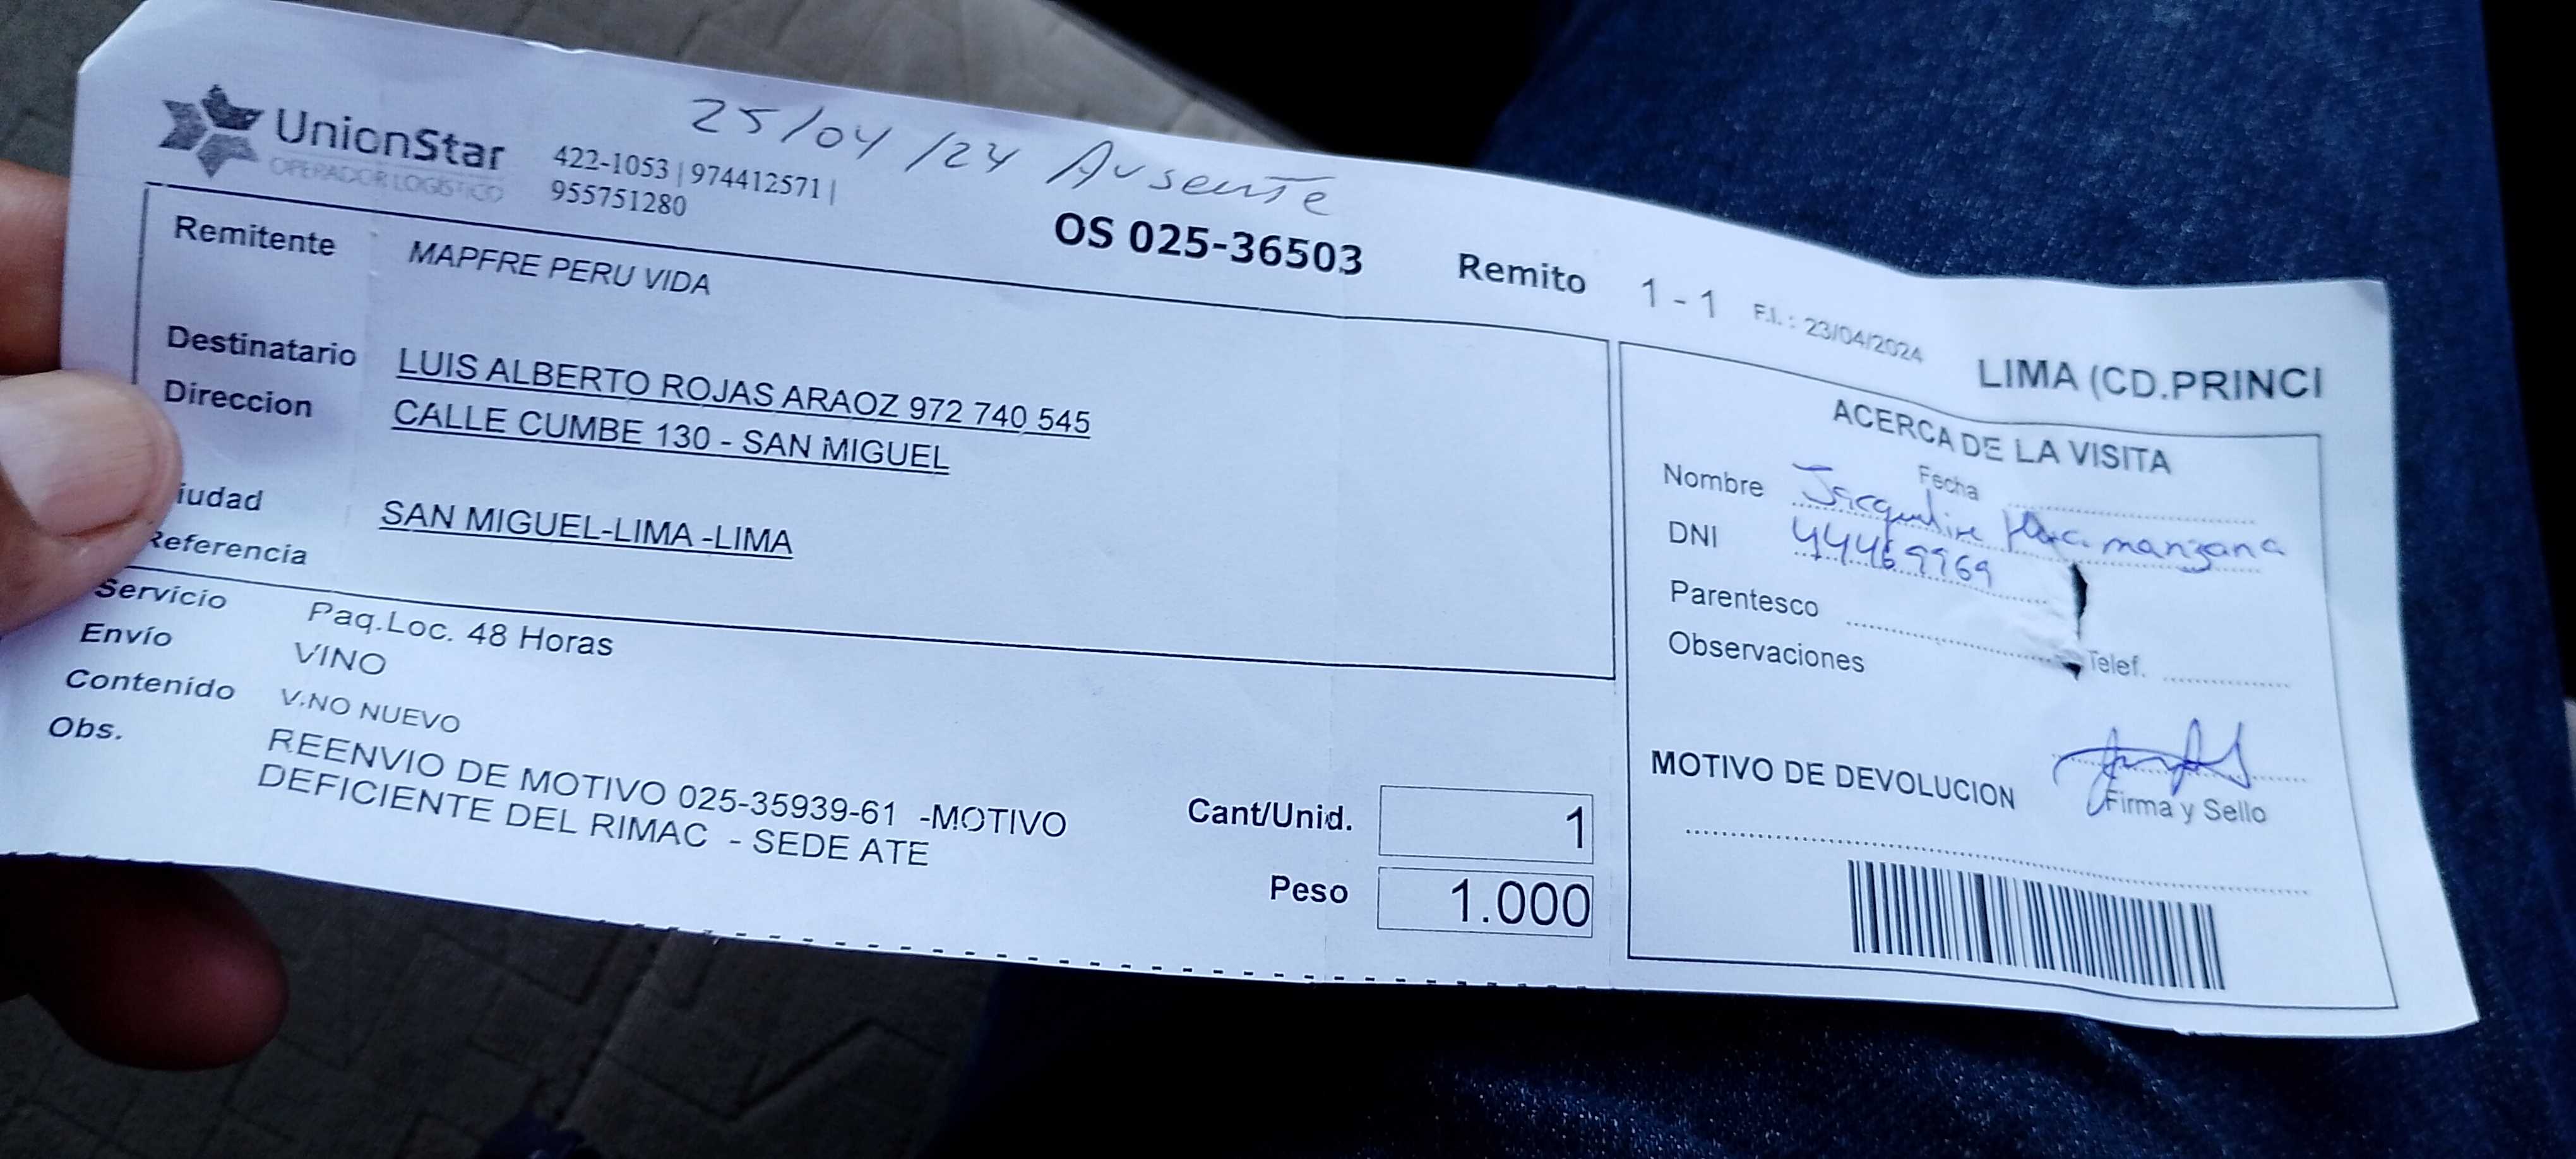 25/04/24 Ausente
UnionStar
OPERADOR LOGISTICO
422-1053 | 974412571 |
955751280
OS 025-36503 Remito 1 - 1 F.I. : 23/04/2024 LIMA (CD.PRINCI
Remitente MAPFRE PERU VIDA
Destinatario LUIS ALBERTO ROJAS ARAOZ 972 740 545
Direccion CALLE CUMBE 130 - SAN MIGUEL
iudad SAN MIGUEL-LIMA -LIMA
Referencia
Servicio Paq.Loc. 48 Horas
Envío VINO
Contenido VINO NUEVO
Obs. REENVIO DE MOTIVO 025-35939-61 -MOTIVO
DEFICIENTE DEL RIMAC - SEDE ATE
Cant/Unid. 1
Peso 1.000
ACERCA DE LA VISITA
Fecha
Nombre Jacqueline
DNI 44469969
Parentesco
Telef.
Observaciones
MOTIVO DE DEVOLUCION
Firma y Sello